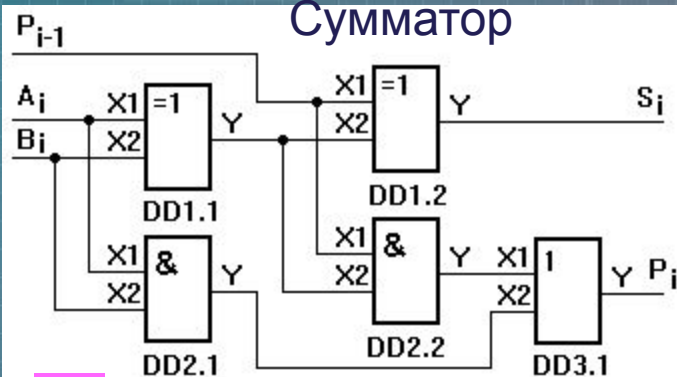 Сумматор
Pi-1
Ai X1 =1 Y
Bi X2
DD1.1
X1 =1 Y Si
X2
DD1.2
X1 & Y
X2
DD2.1
X1 & Y
X2
DD2.2
X1 1 Y Pi
X2
DD3.1